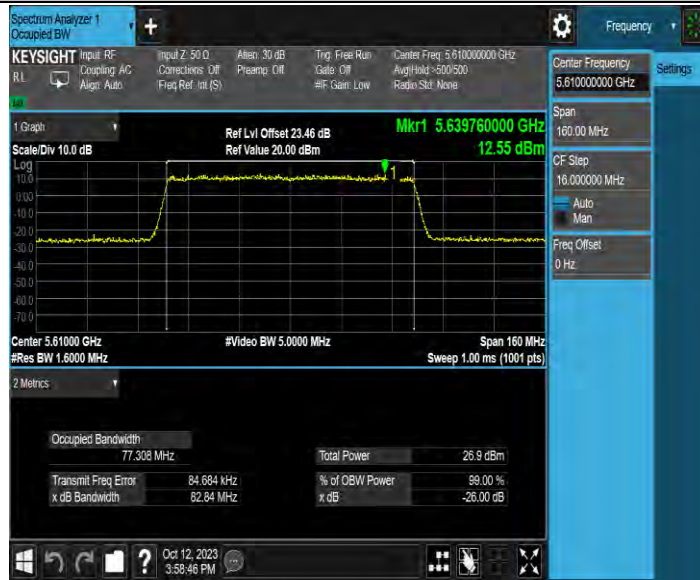 Spectrum Analyzer 1
Occupied BW
Frequency
KEYSIGHT
Input: RF
Coupling: AC
Align: Auto
Input Z: 50 Ω
Corrections: Off
Freq Ref: Int (S)
Atten: 30 dB
Preamp: Off
Trig: Free Run
Gate: Off
#IF Gain: Low
Center Freq: 5.610000000 GHz
Avg|Hold:>500/500
Radio Std: None
RL
Center Frequency
5.610000000 GHz
Settings
Span
160.00 MHz
CF Step
16.000000 MHz
Auto
Man
Freq Offset
0 Hz
1 Graph
Scale/Div 10.0 dB
Ref Lvl Offset 23.46 dB
Ref Value 20.00 dBm
Mkr1 5.639760000 GHz
12.55 dBm
Log
10.0
0.00
-10.0
-20.0
-30.0
-40.0
-50.0
-60.0
-70.0
1
Center 5.61000 GHz
#Res BW 1.6000 MHz
#Video BW 5.0000 MHz
Span 160 MHz
Sweep 1.00 ms (1001 pts)
2 Metrics
Occupied Bandwidth
77.308 MHz
Total Power 26.9 dBm
Transmit Freq Error 84.684 kHz
% of OBW Power 99.00 %
x dB Bandwidth 82.84 MHz
x dB -26.00 dB
?
Oct 12, 2023
3:58:46 PM